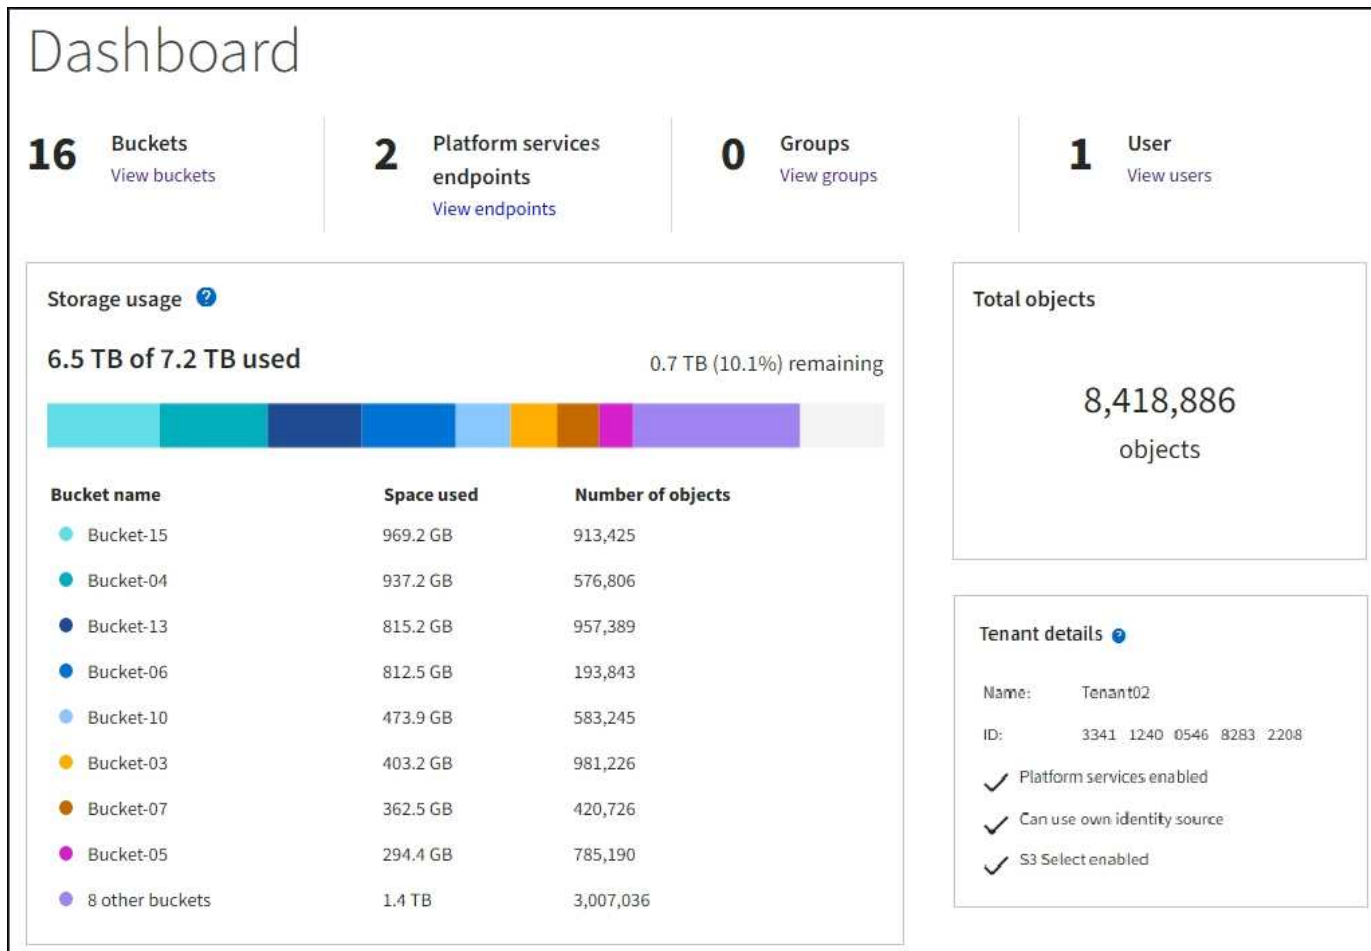 Dashboard
16 Buckets
View buckets
2 Platform services
endpoints
View endpoints
0 Groups
View groups
1 User
View users
Storage usage ?
6.5 TB of 7.2 TB used
0.7 TB (10.1%) remaining
Bucket name Space used Number of objects
Bucket-15 969.2 GB 913,425
Bucket-04 937.2 GB 576,806
Bucket-13 815.2 GB 957,389
Bucket-06 812.5 GB 193,843
Bucket-10 473.9 GB 583,245
Bucket-03 403.2 GB 981,226
Bucket-07 362.5 GB 420,726
Bucket-05 294.4 GB 785,190
8 other buckets 1.4 TB 3,007,036
Total objects
8,418,886
objects
Tenant details ?
Name: Tenant02
ID: 3341 1240 0546 8283 2208
Platform services enabled
Can use own identity source
S3 Select enabled